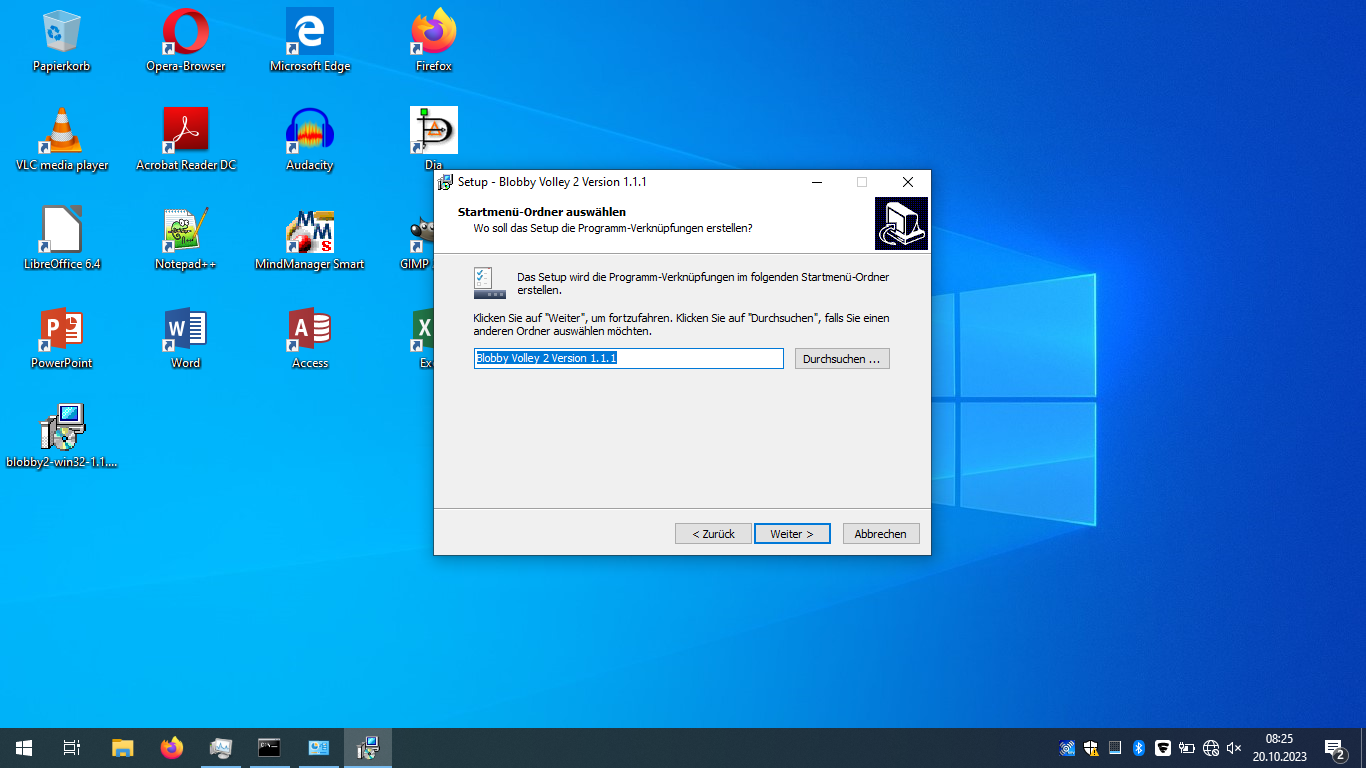 Papierkorb
Opera-Browser
Microsoft Edge
Firefox
VLC media player
Acrobat Reader DC
Audacity
Dia
LibreOffice 6.4
Notepad++
MindManager Smart
GIMP
PowerPoint
Word
Access
blobby2-win32-1.1....
Setup - Blobby Volley 2 Version 1.1.1
Startmenü-Ordner auswählen
Wo soll das Setup die Programm-Verknüpfungen erstellen?
Das Setup wird die Programm-Verknüpfungen im folgenden Startmenü-Ordner
erstellen.
Klicken Sie auf "Weiter", um fortzufahren. Klicken Sie auf "Durchsuchen", falls Sie einen
anderen Ordner auswählen möchten.
Blobby Volley 2 Version 1.1.1
Durchsuchen ...
< Zurück
Weiter >
Abbrechen
08:25
20.10.2023
2